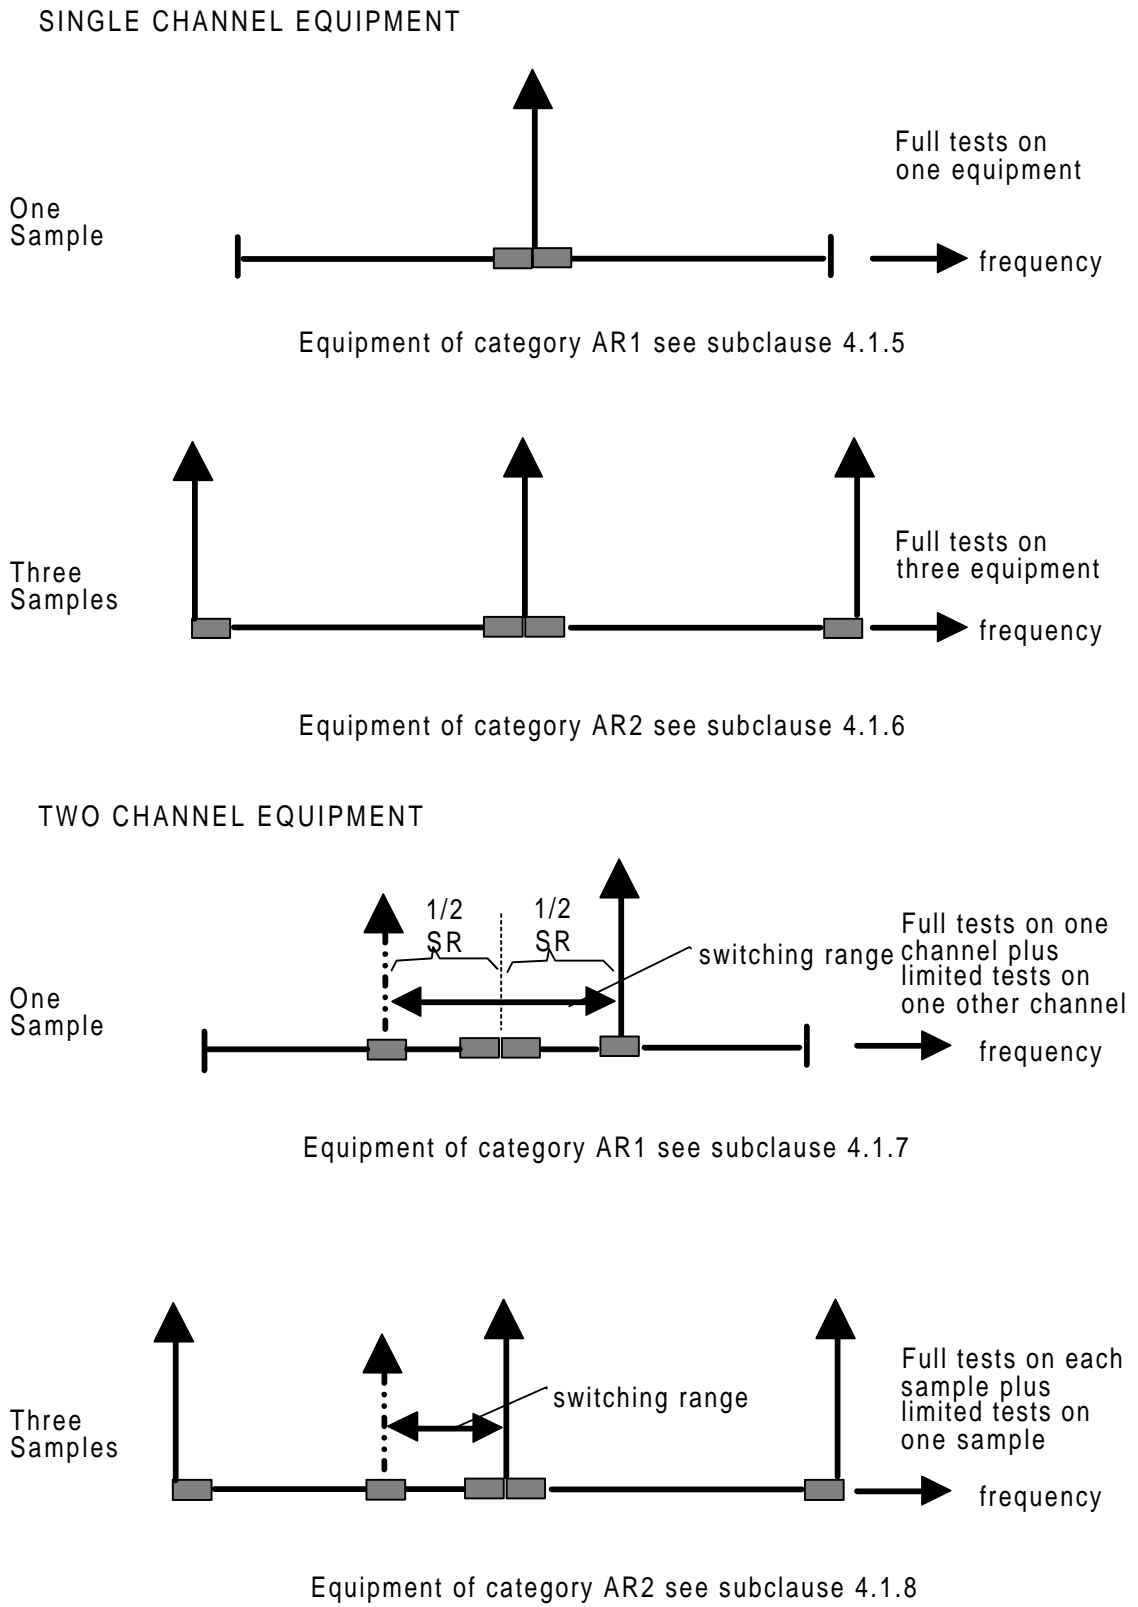 SINGLE CHANNEL EQUIPMENT
Full tests on
one equipment
One
Sample
frequency
Equipment of category AR1 see subclause 4.1.5
Full tests on
three equipment
Three
Samples
frequency
Equipment of category AR2 see subclause 4.1.6
TWO CHANNEL EQUIPMENT
1/2
SR
1/2
SR
switching range
Full tests on one
channel plus
limited tests on
one other channel
One
Sample
frequency
Equipment of category AR1 see subclause 4.1.7
switching range
Full tests on each
sample plus
limited tests on
one sample
Three
Samples
frequency
Equipment of category AR2 see subclause 4.1.8